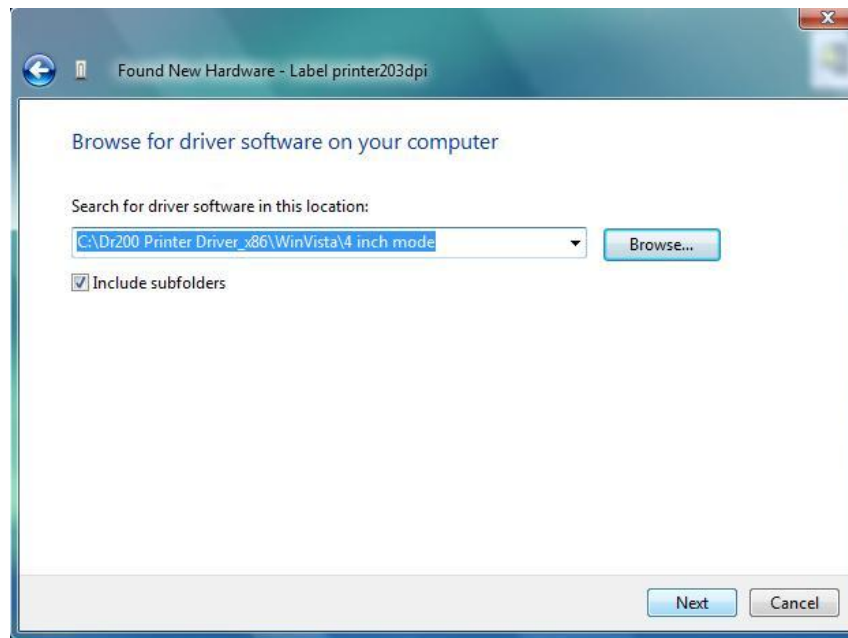 Found New Hardware - Label printer203dpi
Browse for driver software on your computer
Search for driver software in this location:
C:\Dr200 Printer Driver_x86\WinVista\4 inch mode
Browse...
Include subfolders
Next
Cancel